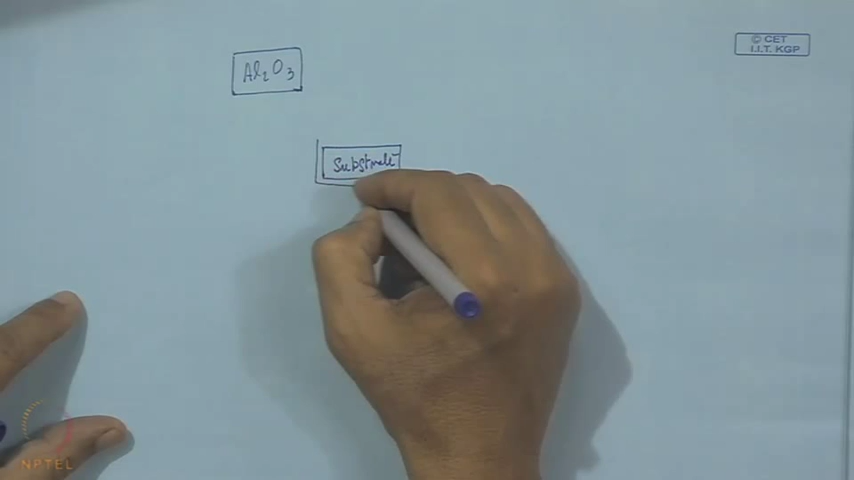 © CET
I.I.T. KGP
Al₂O₃
Substrate
NPTEL